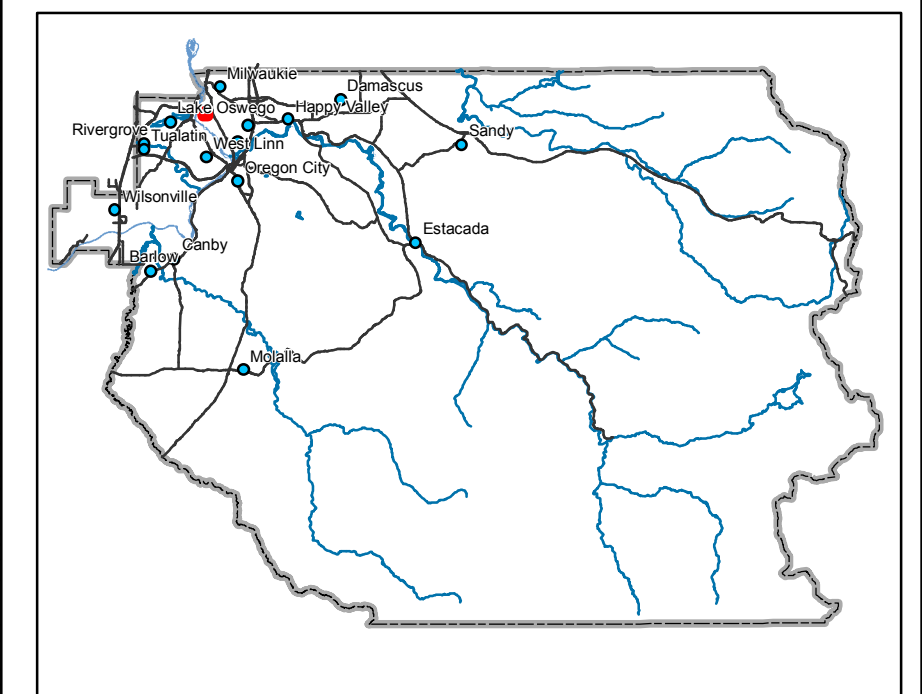 Milwaukie
Damascus
Lake Oswego
Happy Valley
Rivergrove
Tualatin
Sandy
West Linn
Oregon City
Wilsonville
Estacada
Canby
Barlow
Molalla